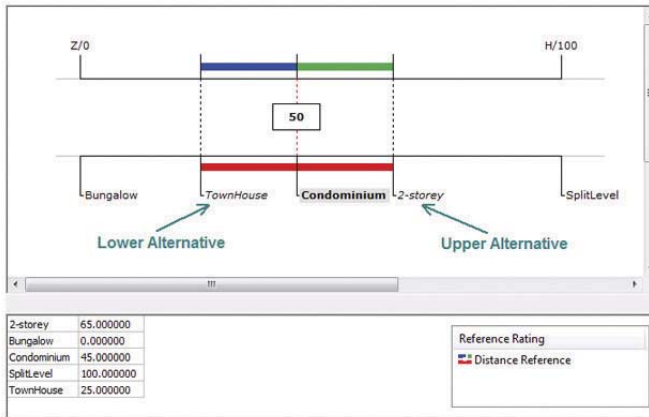 Z/0 H/100
50
Bungalow TownHouse Condominium 2-storey SplitLevel
Lower Alternative Upper Alternative
2-storey 65.000000
Bungalow 0.000000
Condominium 45.000000
SplitLevel 100.000000
TownHouse 25.000000
Reference Rating
Distance Reference